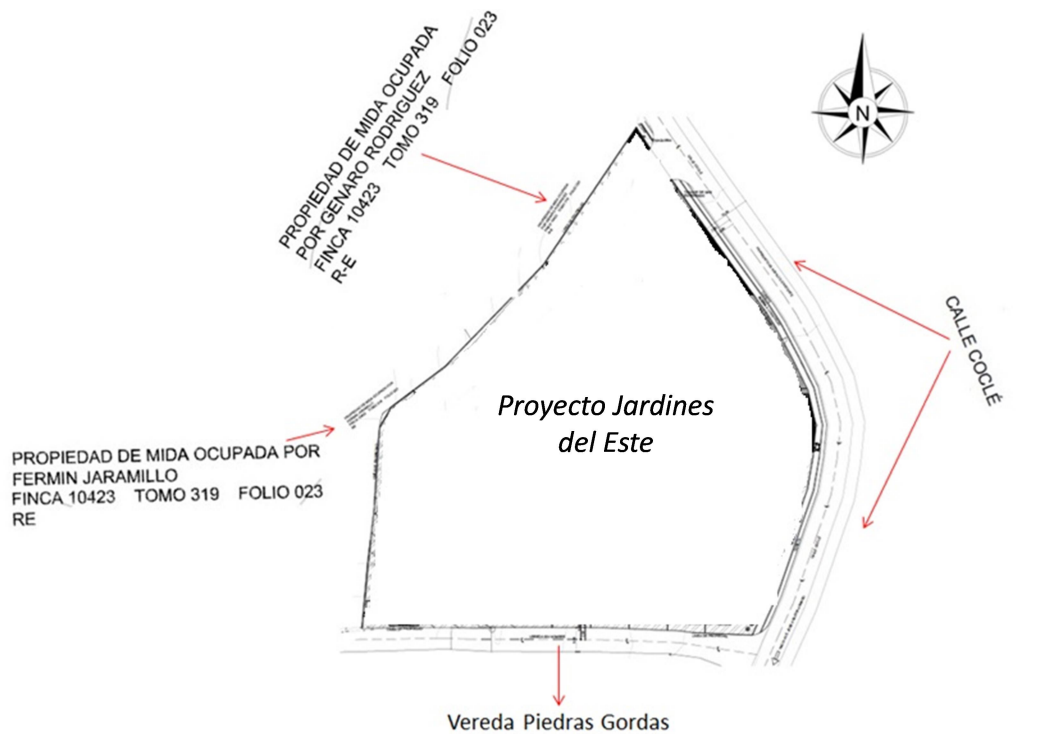 PROPIEDAD DE MIDA OCUPADA
POR GENARO RODRIGUEZ
FINCA 10423 TOMO 319 FOLIO 023
R-E
N
CALLE COCLÉ
Proyecto Jardines
del Este
PROPIEDAD DE MIDA OCUPADA POR
FERMIN JARAMILLO
FINCA 10423 TOMO 319 FOLIO 023
RE
Vereda Piedras Gordas